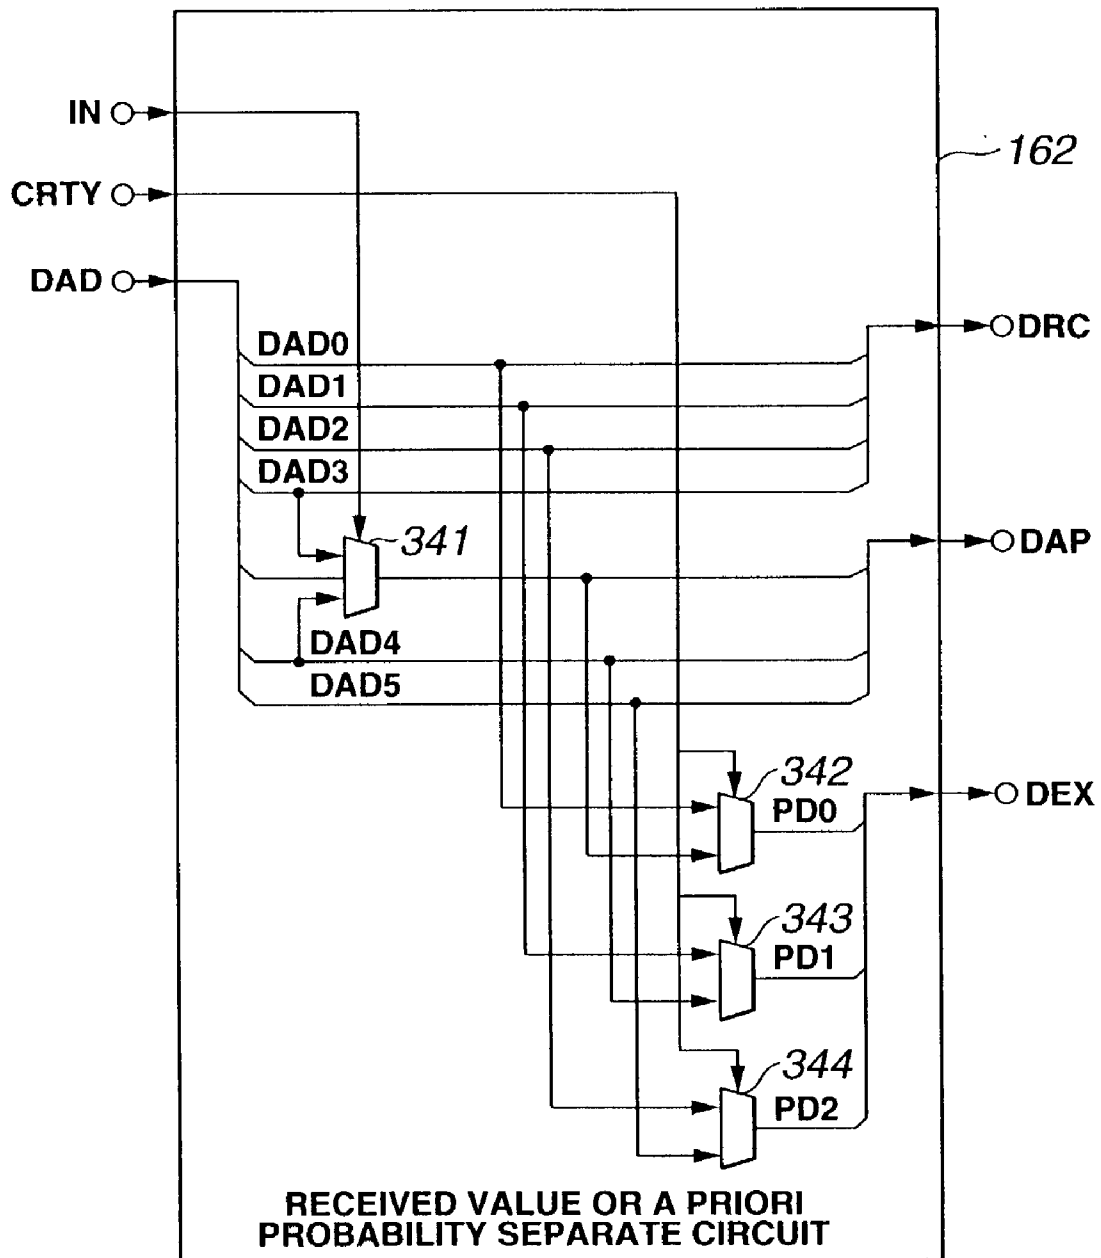 IN
162
CRTY
DAD
DRC
DAD0
DAD1
DAD2
DAD3
341
DAP
DAD4
DAD5
342
PD0
DEX
343
PD1
344
PD2
RECEIVED VALUE OR A PRIORI
PROBABILITY SEPARATE CIRCUIT